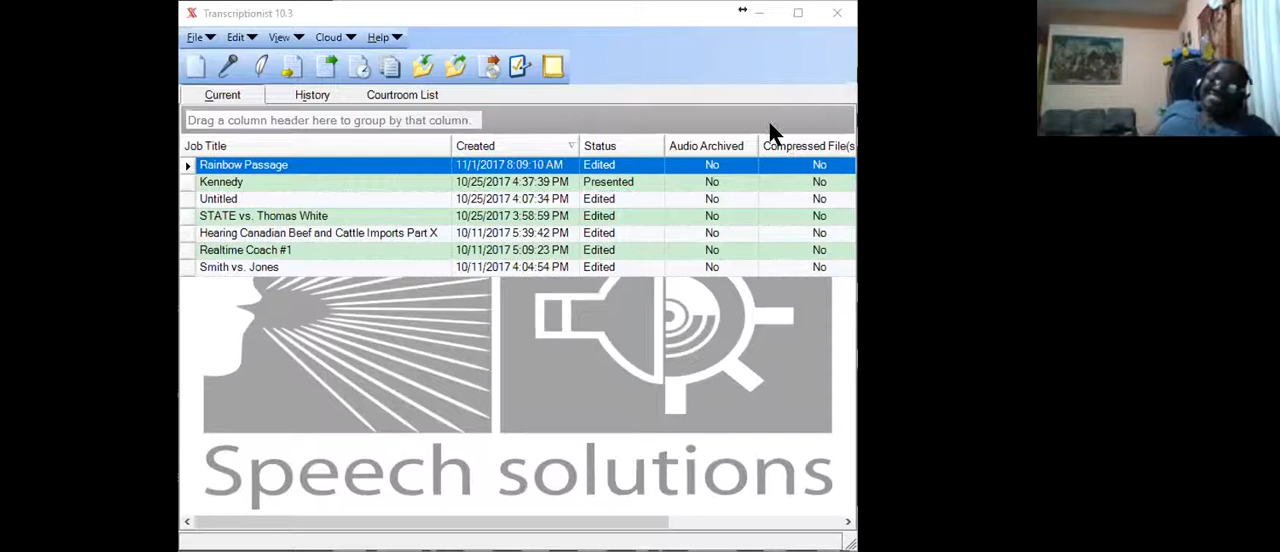 Transcriptionist 10.3
File Edit View Cloud Help
Current History Courtroom List
Drag a column header here to group by that column.
Job Title Created Status Audio Archived Compressed File(s
Rainbow Passage 11/1/2017 8:09:10 AM Edited No No
Kennedy 10/25/2017 4:37:39 PM Presented No No
Untitled 10/25/2017 4:07:34 PM Edited No No
STATE vs. Thomas White 10/25/2017 3:58:59 PM Edited No No
Hearing Canadian Beef and Cattle Imports Part X 10/11/2017 5:39:42 PM Edited No No
Realtime Coach #1 10/11/2017 5:09:23 PM Edited No No
Smith vs. Jones 10/11/2017 4:04:54 PM Edited No No
Speech solutions